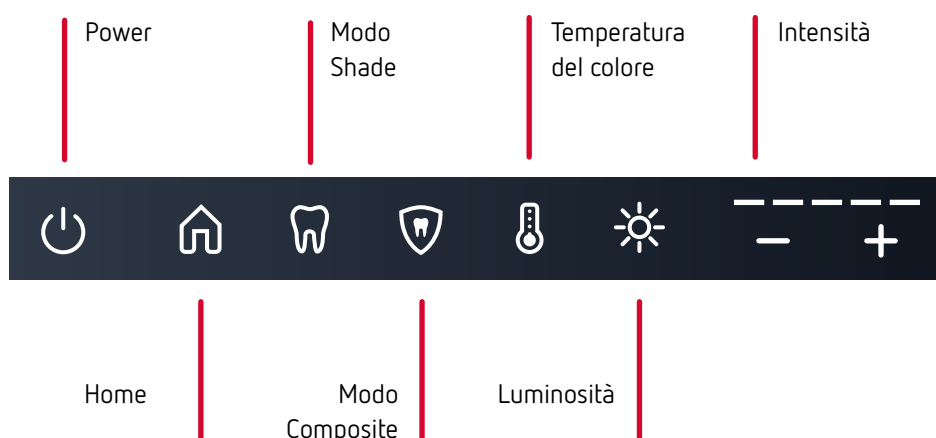 Power
Modo
Shade
Temperatura
del colore
Intensità
Home
Modo
Composite
Luminosità